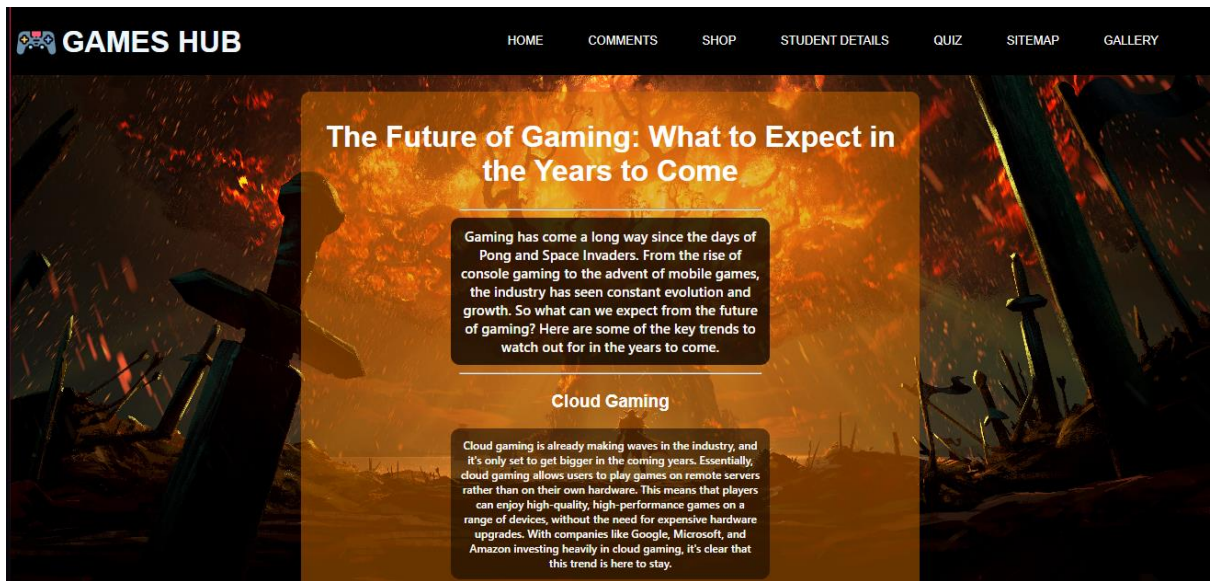 GAMES HUB
HOME COMMENTS SHOP STUDENT DETAILS QUIZ SITEMAP GALLERY
The Future of Gaming: What to Expect in
the Years to Come
Gaming has come a long way since the days of
Pong and Space Invaders. From the rise of
console gaming to the advent of mobile games,
the industry has seen constant evolution and
growth. So what can we expect from the future
of gaming? Here are some of the key trends to
watch out for in the years to come.
Cloud Gaming
Cloud gaming is already making waves in the industry, and
it's only set to get bigger in the coming years. Essentially,
cloud gaming allows users to play games on remote servers
rather than on their own hardware. This means that players
can enjoy high-quality, high-performance games on a
range of devices, without the need for expensive hardware
upgrades. With companies like Google, Microsoft, and
Amazon investing heavily in cloud gaming, it's clear that
this trend is here to stay.